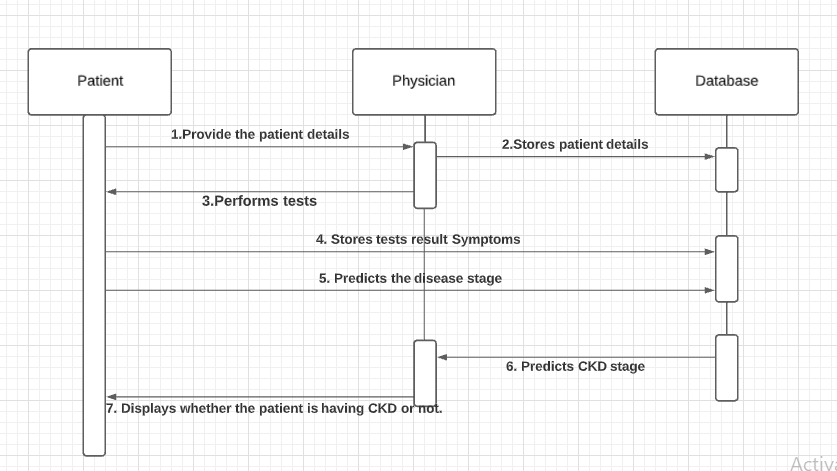 Patient
Physician
Database
1.Provide the patient details
2.Stores patient details
3.Performs tests
4. Stores tests result Symptoms
5. Predicts the disease stage
6. Predicts CKD stage
7. Displays whether the patient is having CKD or not.